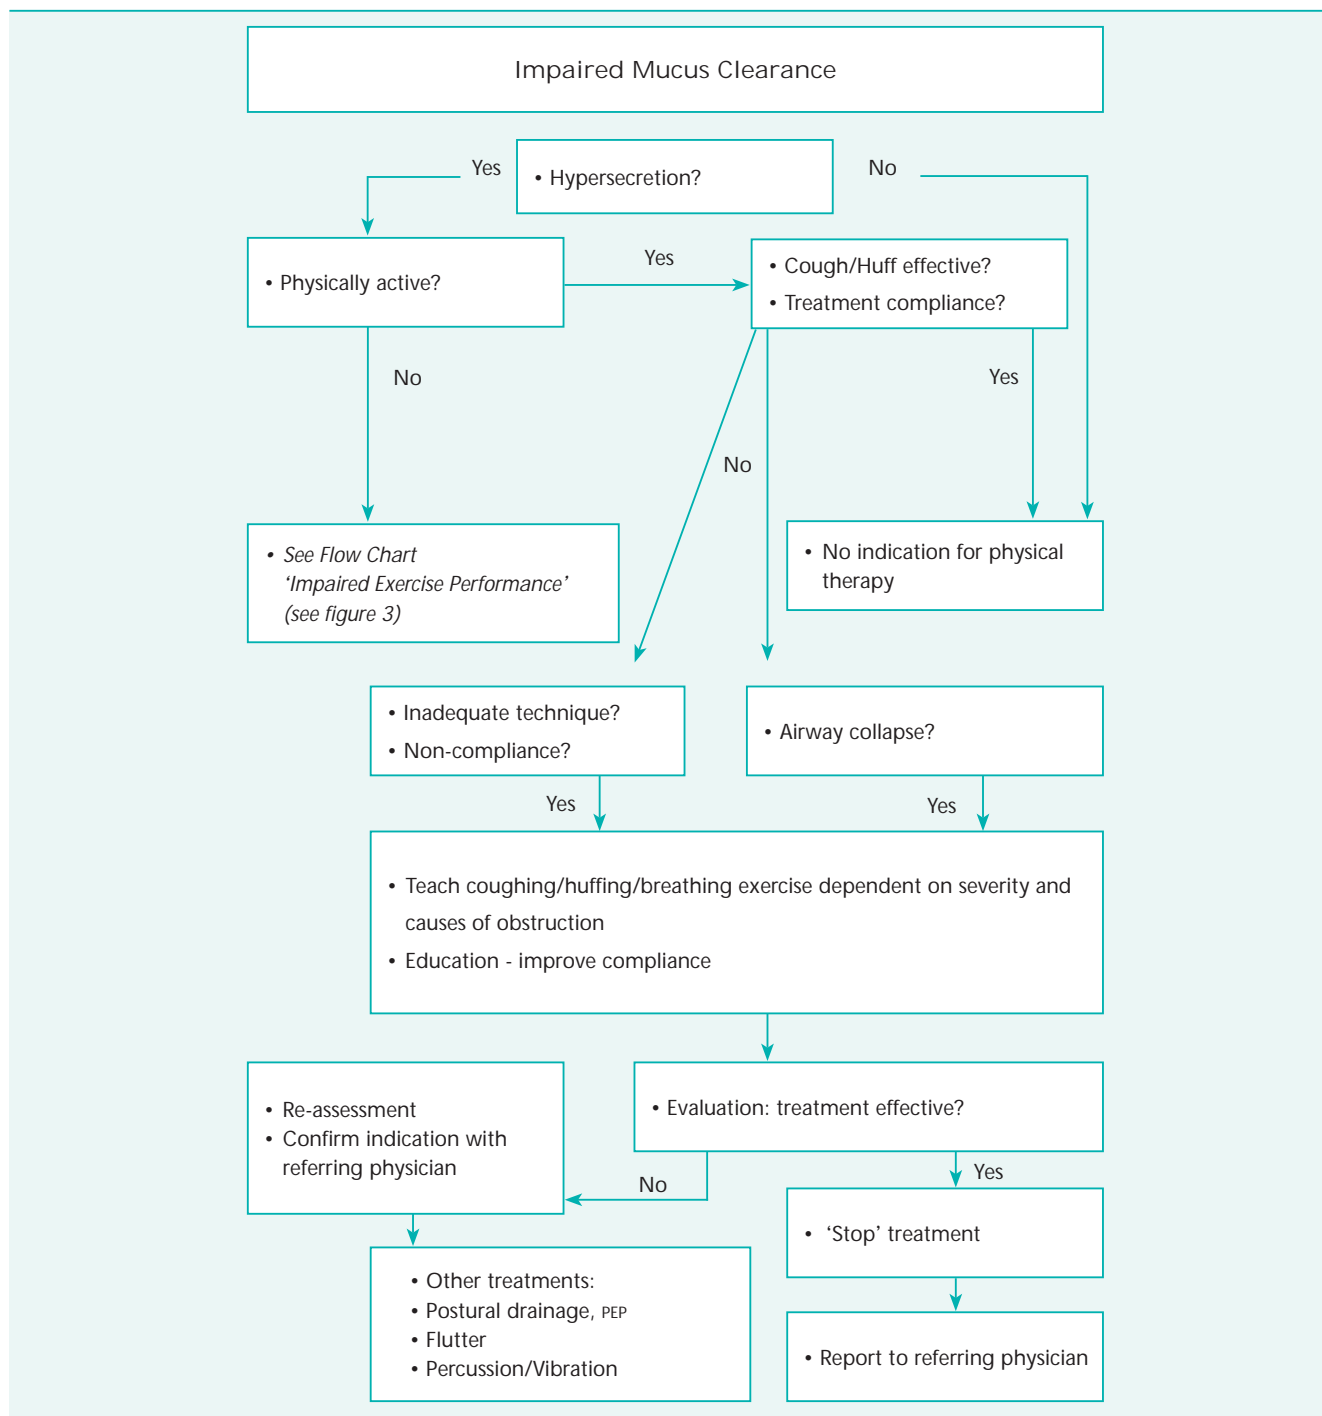 Impaired Mucus Clearance
Yes
• Hypersecretion?
No
• Physically active?
Yes
• Cough/Huff effective?
• Treatment compliance?
No
Yes
No
• See Flow Chart
‘Impaired Exercise Performance’
(see figure 3)
• No indication for physical
therapy
• Inadequate technique?
• Non-compliance?
• Airway collapse?
Yes
Yes
• Teach coughing/huffing/breathing exercise dependent on severity and
causes of obstruction
• Education - improve compliance
• Re-assessment
• Confirm indication with
referring physician
• Evaluation: treatment effective?
No
Yes
• ‘Stop’ treatment
• Other treatments:
• Postural drainage, PEP
• Flutter
• Percussion/Vibration
• Report to referring physician